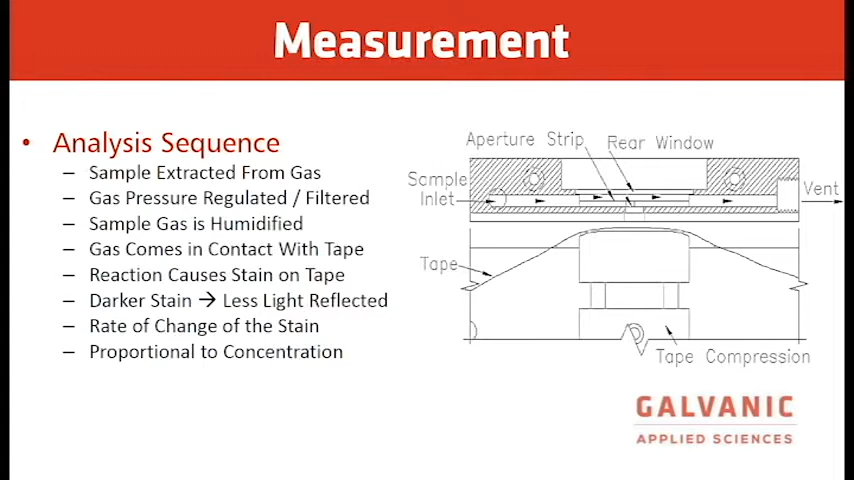 Measurement
• Analysis Sequence
– Sample Extracted From Gas
– Gas Pressure Regulated / Filtered
– Sample Gas is Humidified
– Gas Comes in Contact With Tape
– Reaction Causes Stain on Tape
– Darker Stain → Less Light Reflected
– Rate of Change of the Stain
– Proportional to Concentration
Aperture Strip
Rear Window
Sample
Inlet
Vent
Tape
Tape Compression
GALVANIC
APPLIED SCIENCES